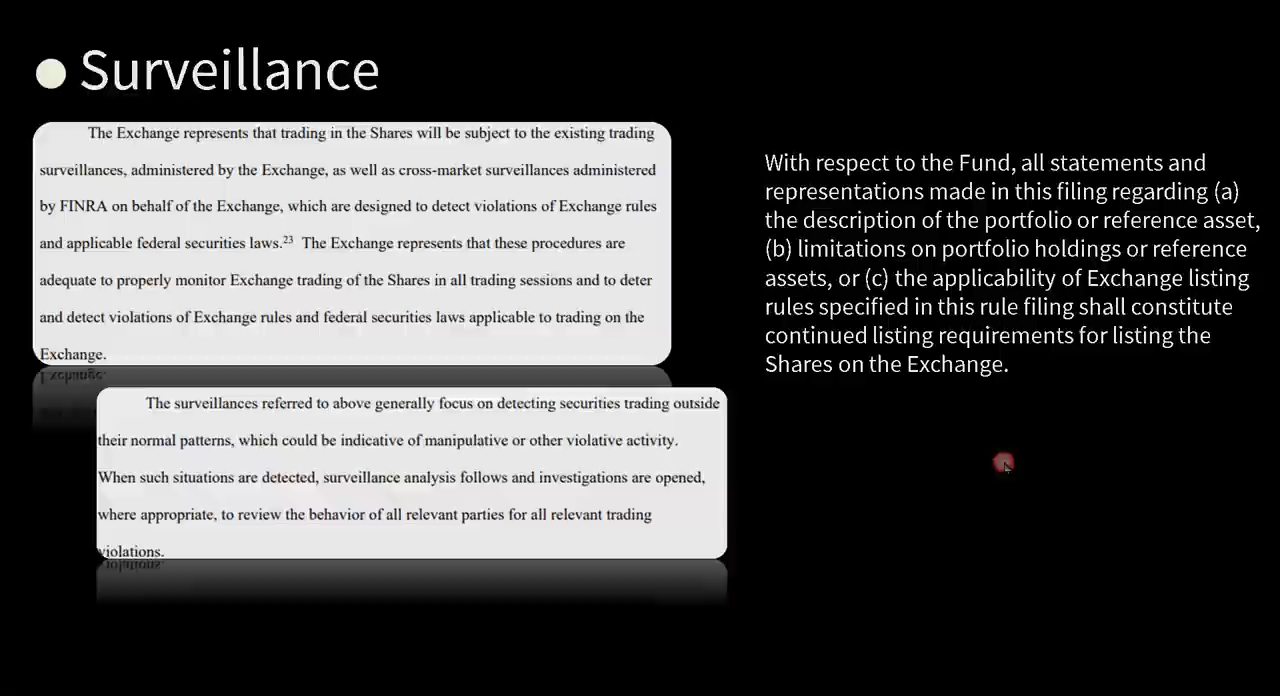 Surveillance
The Exchange represents that trading in the Shares will be subject to the existing trading
surveillances, administered by the Exchange, as well as cross-market surveillances administered
by FINRA on behalf of the Exchange, which are designed to detect violations of Exchange rules
and applicable federal securities laws.²³ The Exchange represents that these procedures are
adequate to properly monitor Exchange trading of the Shares in all trading sessions and to deter
and detect violations of Exchange rules and federal securities laws applicable to trading on the
Exchange.
The surveillances referred to above generally focus on detecting securities trading outside
their normal patterns, which could be indicative of manipulative or other violative activity.
When such situations are detected, surveillance analysis follows and investigations are opened,
where appropriate, to review the behavior of all relevant parties for all relevant trading
violations.
With respect to the Fund, all statements and
representations made in this filing regarding (a)
the description of the portfolio or reference asset,
(b) limitations on portfolio holdings or reference
assets, or (c) the applicability of Exchange listing
rules specified in this rule filing shall constitute
continued listing requirements for listing the
Shares on the Exchange.